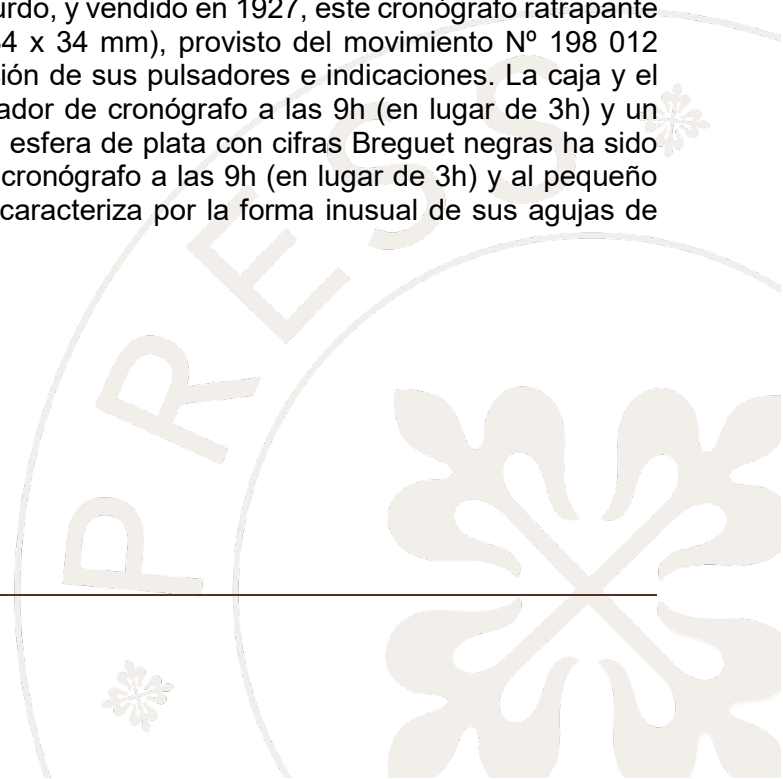 urdo, y vendido en 1927, este cronógrafo ratrapante
4 x 34 mm), provisto del movimiento Nº 198 012
ión de sus pulsadores e indicaciones. La caja y el
ador de cronógrafo a las 9h (en lugar de 3h) y un
esfera de plata con cifras Breguet negras ha sido
cronógrafo a las 9h (en lugar de 3h) y al pequeño
caracteriza por la forma inusual de sus agujas de
PRESS